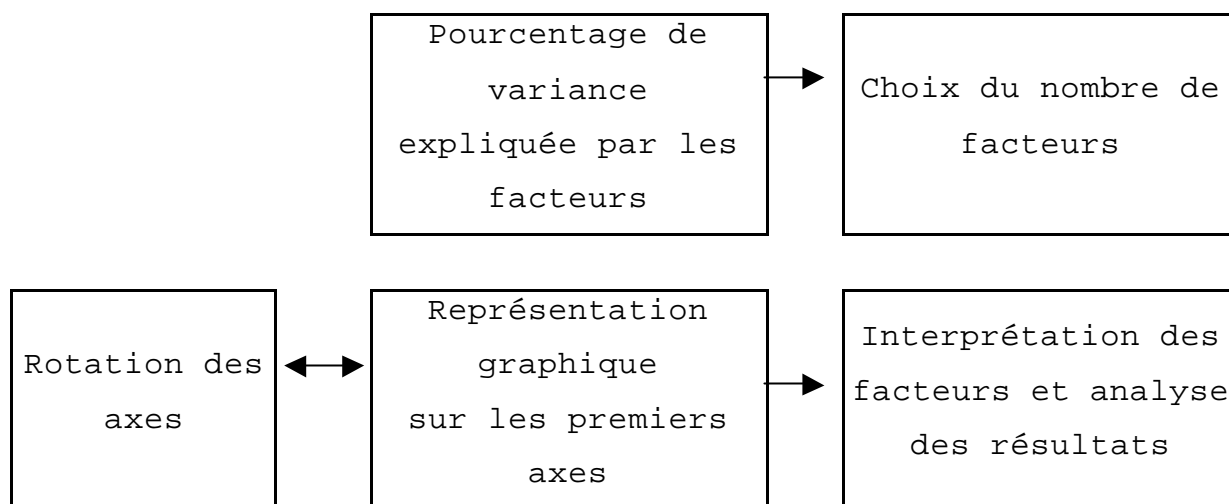 Pourcentage de
variance
expliquée par les
facteurs
Choix du nombre de
facteurs
Rotation des
axes
Représentation
graphique
sur les premiers
axes
Interprétation des
facteurs et analyse
des résultats